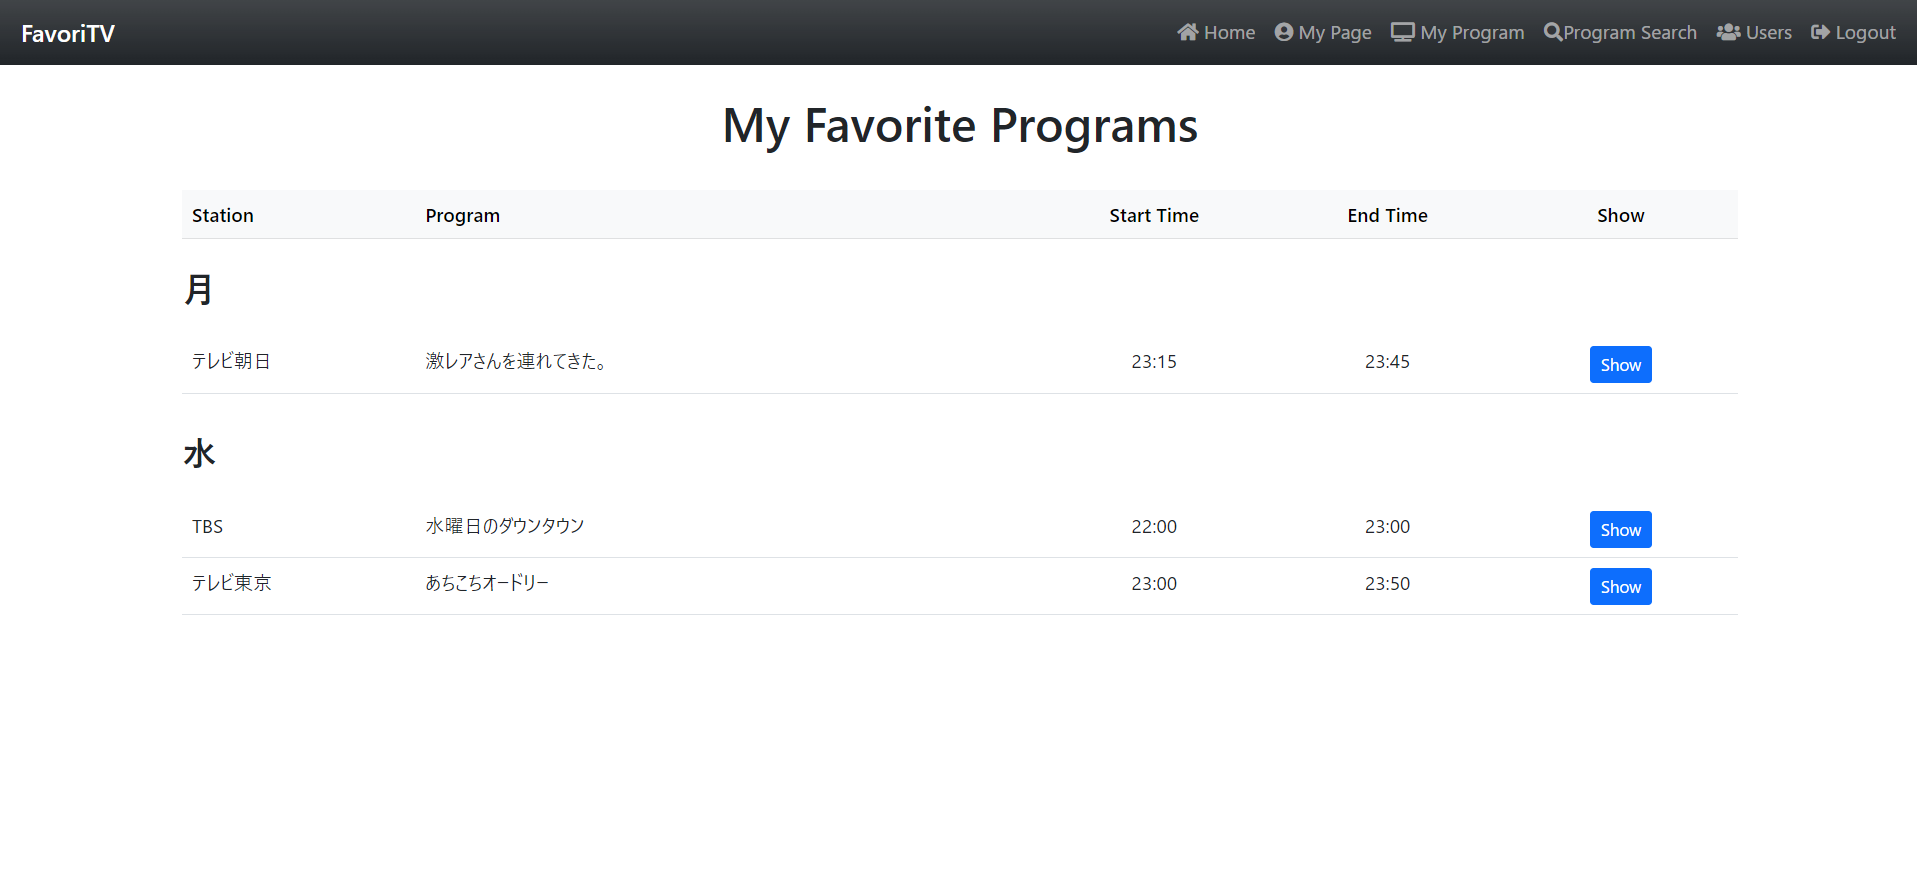 FavoriTV Home My Page My Program Program Search Users Logout
My Favorite Programs
Station Program Start Time End Time Show
月
テレビ朝日 激レアさんを連れてきた。 23:15 23:45 Show
水
TBS 水曜日のダウンタウン 22:00 23:00 Show
テレビ東京 あちこちオードリー 23:00 23:50 Show